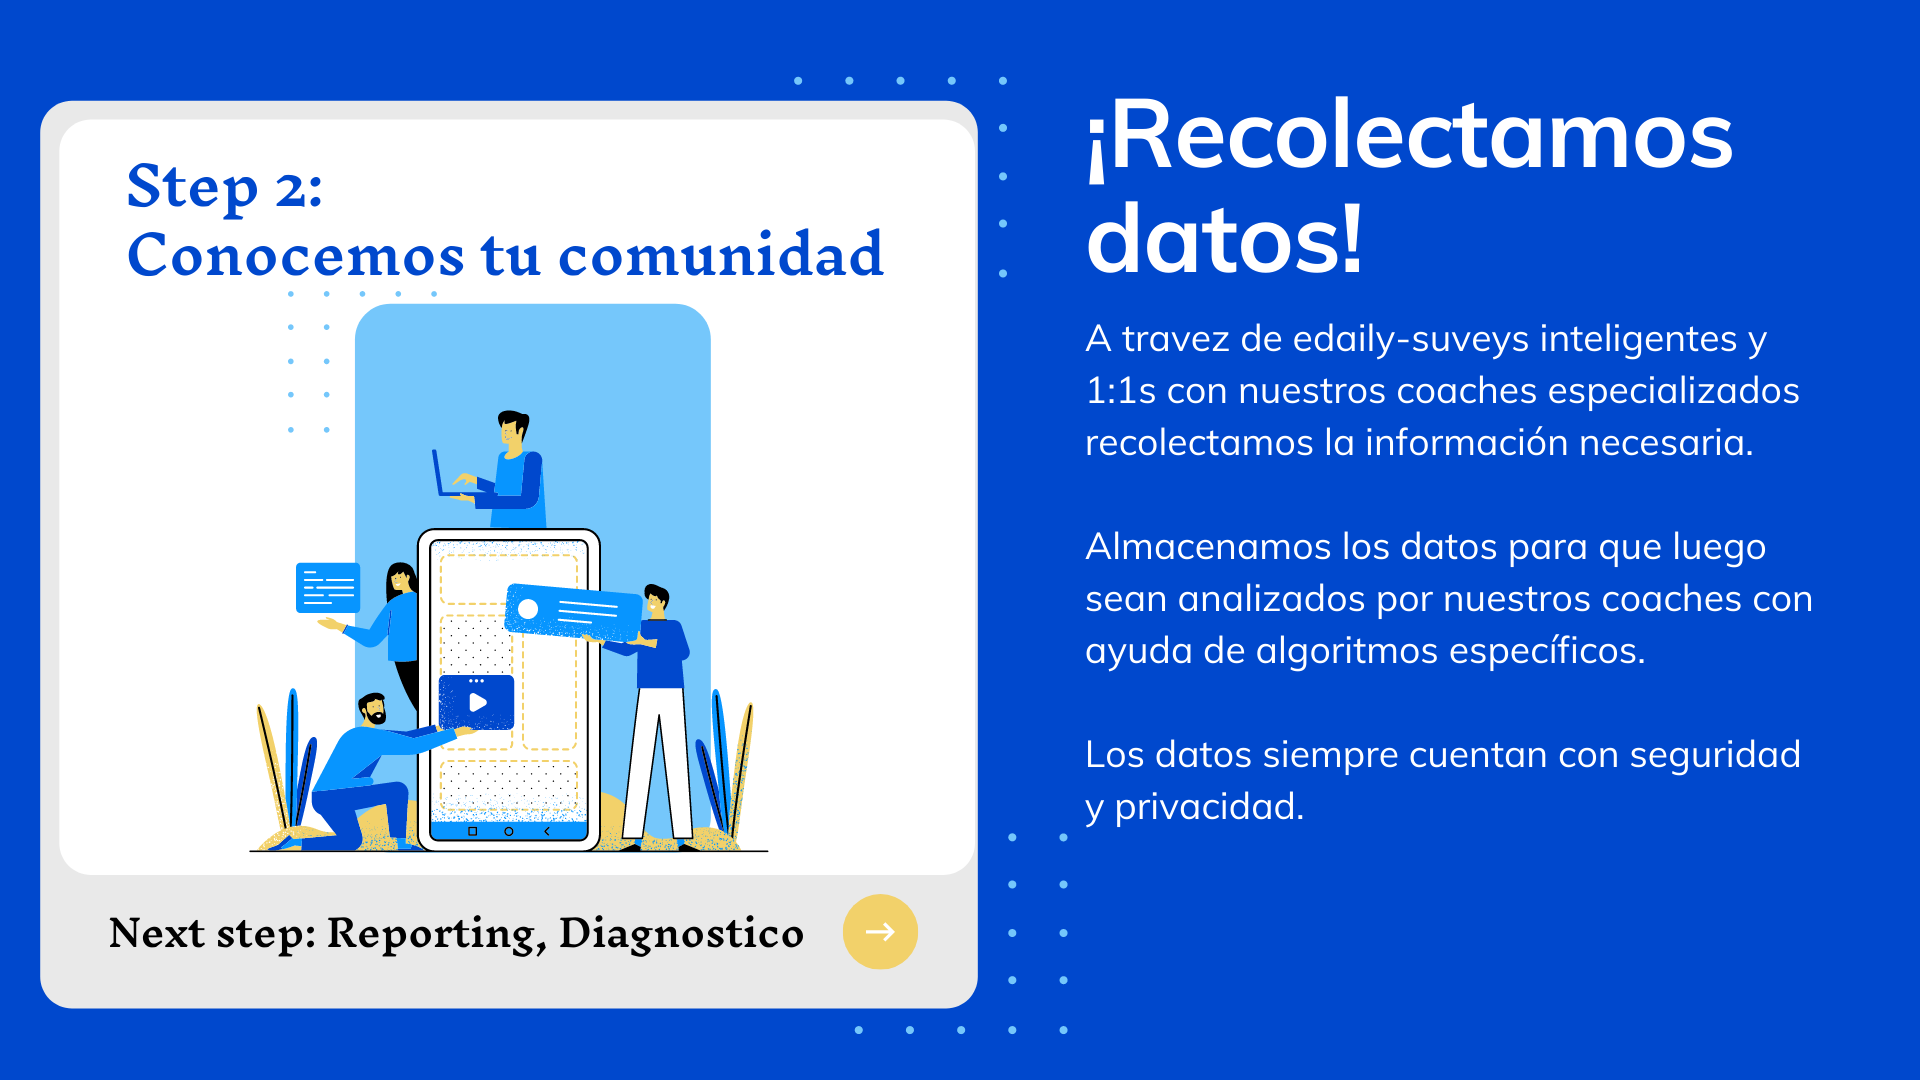 Step 2:
Conocemos tu comunidad
Next step: Reporting, Diagnostico
¡Recolectamos
datos!
A travez de edaily-suveys inteligentes y
1:1s con nuestros coaches especializados
recolectamos la información necesaria.
Almacenamos los datos para que luego
sean analizados por nuestros coaches con
ayuda de algoritmos específicos.
Los datos siempre cuentan con seguridad
y privacidad.